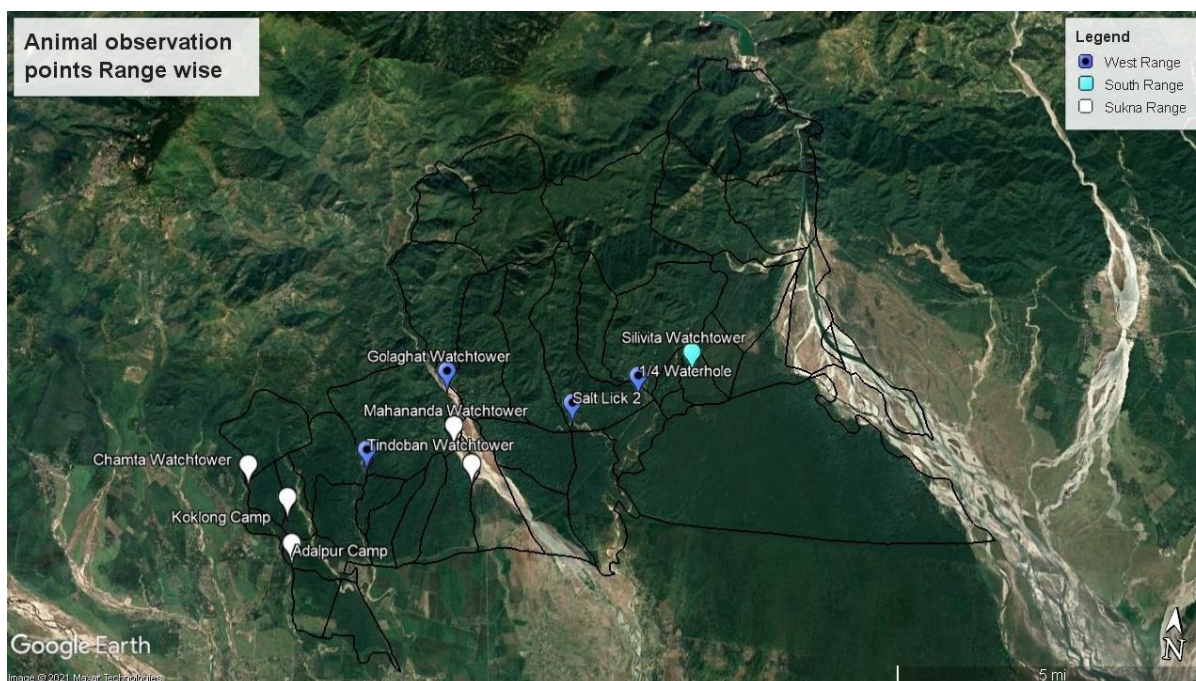 Animal observation
points Range wise
Legend
West Range
South Range
Sukna Range
Silivita Watchtower
Golaghat Watchtower
1/4 Waterhole
Salt Lick 2
Mahananda Watchtower
Tindoban Watchtower
Chamta Watchtower
Koklong Camp
Adalpur Camp
Google Earth
N
Image © 2021 Maxar Technologies
5 mi